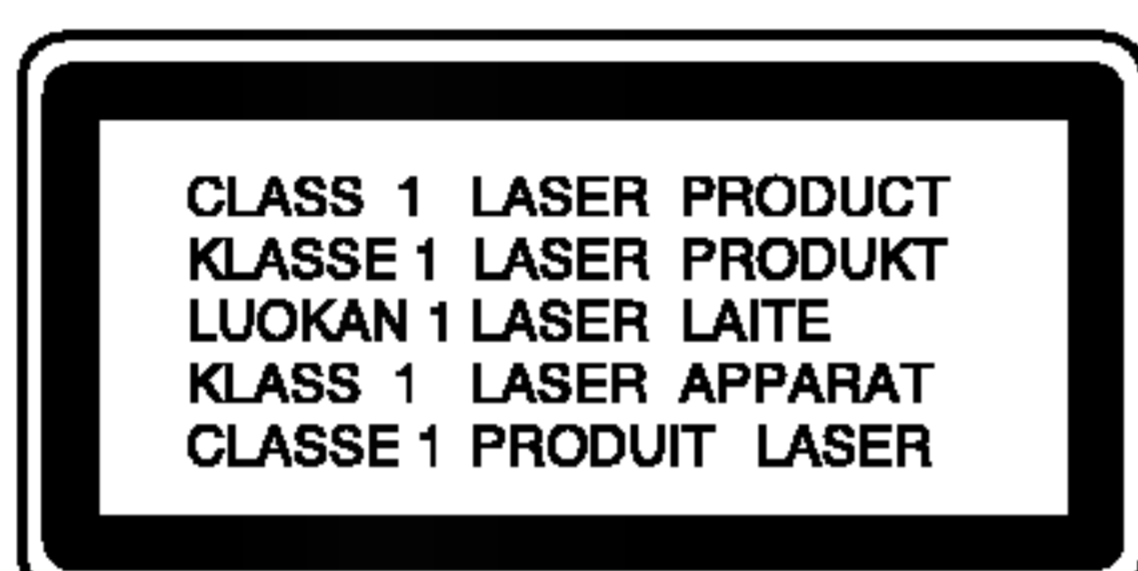 CLASS 1 LASER PRODUCT
KLASSE 1 LASER PRODUKT
LUOKAN 1 LASER LAITE
KLASS 1 LASER APPARAT
CLASSE 1 PRODUIT LASER